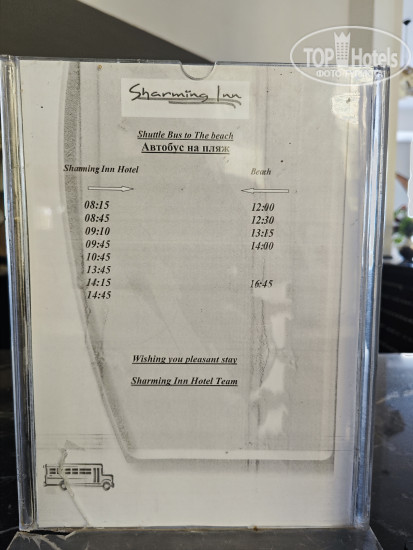 TOP Hotels
ФОТО
Sharming Inn
Shuttle Bus to The beach
Автобус на пляж
Sharming Inn Hotel Beach
08:15 12:00
08:45 12:30
09:10 13:15
09:45 14:00
10:45
13:45
14:15 16:45
14:45
Wishing you pleasant stay
Sharming Inn Hotel Team